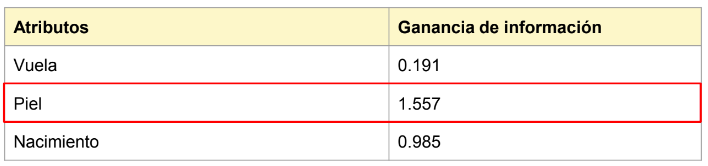 Atributos Ganancia de información
Vuela 0.191
Piel 1.557
Nacimiento 0.985